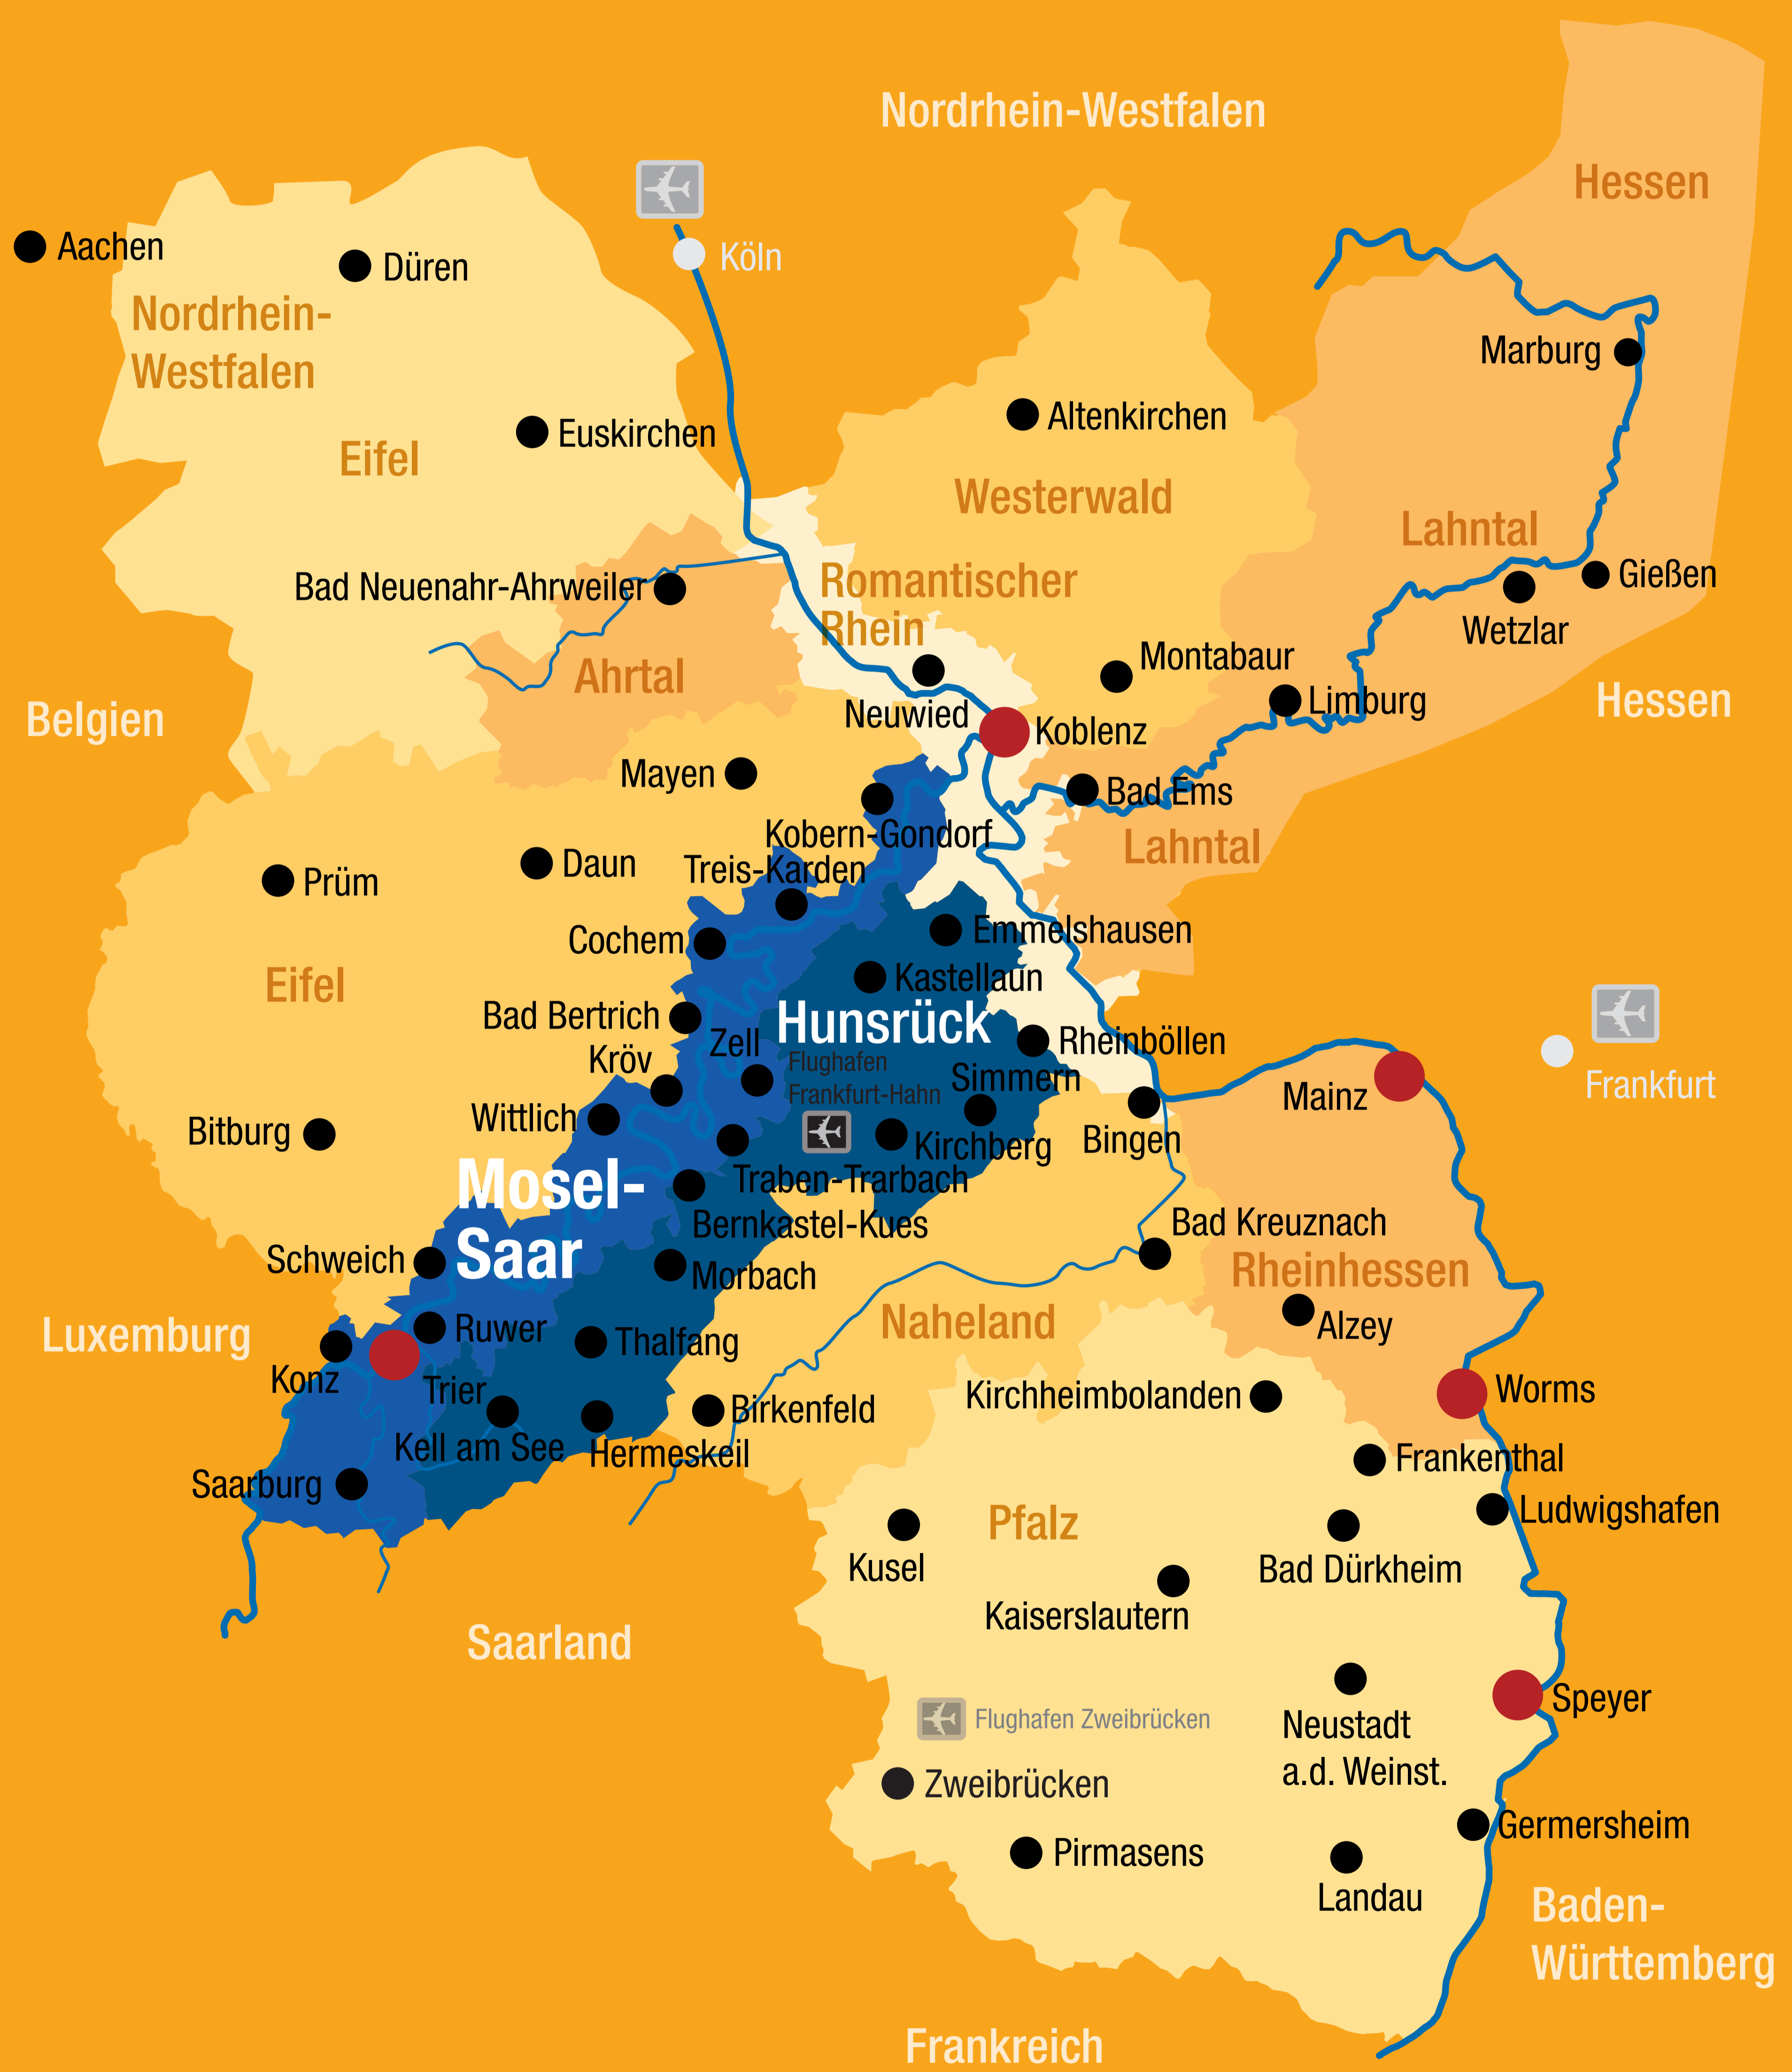 Nordrhein-Westfalen
Hessen
Aachen
Düren
Köln
Nordrhein-
Westfalen
Marburg
Altenkirchen
Euskirchen
Eifel
Westerwald
Lahntal
Bad Neuenahr-Ahrweiler
Romantischer
Rhein
Gießen
Wetzlar
Ahrtal
Montabaur
Belgien
Neuwied
Koblenz
Limburg
Hessen
Mayen
Bad Ems
Kobern-Gondorf
Lahntal
Daun
Treis-Karden
Prüm
Cochem
Emmelshausen
Kastellaun
Eifel
Bad Bertrich
Hunsrück
Zell
Kröv
Flughafen
Frankfurt-Hahn
Rheinböllen
Simmern
Mainz
Frankfurt
Wittlich
Bitburg
Kirchberg
Bingen
Mosel-
Saar
Traben-Trarbach
Bernkastel-Kues
Bad Kreuznach
Schweich
Morbach
Rheinhessen
Luxemburg
Ruwer
Thalfang
Naheland
Alzey
Konz
Trier
Birkenfeld
Kirchheimbolanden
Worms
Kell am See
Hermeskeil
Frankenthal
Saarburg
Ludwigshafen
Pfalz
Kusel
Bad Dürkheim
Kaiserslautern
Saarland
Speyer
Flughafen Zweibrücken
Neustadt
a.d. Weinst.
Zweibrücken
Germersheim
Pirmasens
Landau
Baden-
Württemberg
Frankreich